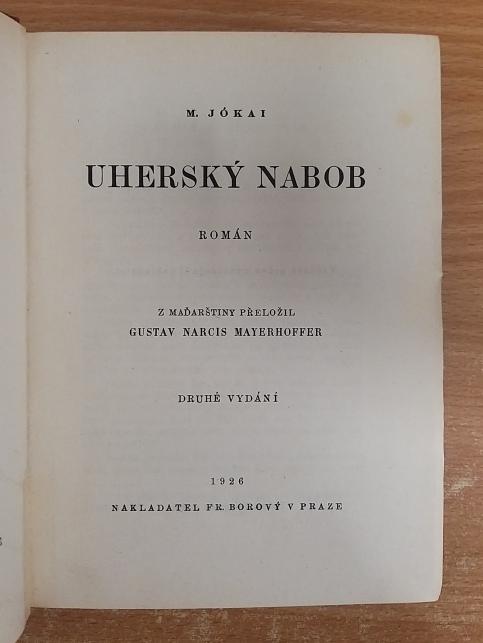 M. JÓKAI
UHERSKÝ NABOB
ROMÁN
Z MAĎARŠTINY PŘELOŽIL
GUSTAV NARCIS MAYERHOFFER
DRUHÉ VYDÁNÍ
1926
NAKLADATEL FR. BOROVÝ V PRAZE